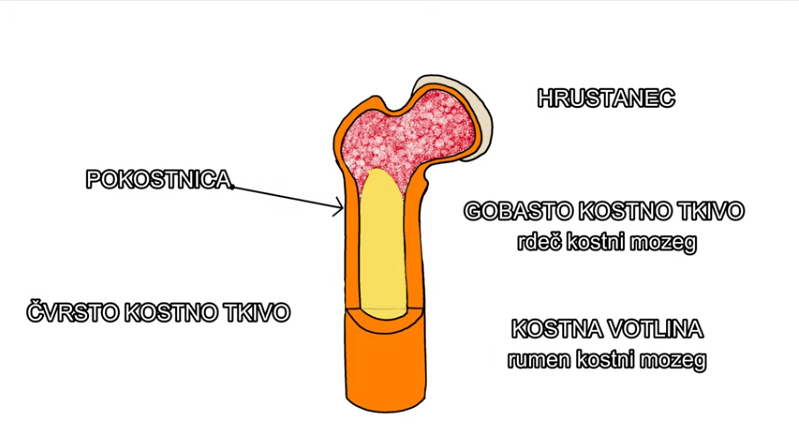 HRUSTANEC
POKOSTNICA
GOBASTO KOSTNO TKIVO
rdeč kostni mozeg
ČVRSTO KOSTNO TKIVO
KOSTNA VOTLINA
rumen kostni mozeg